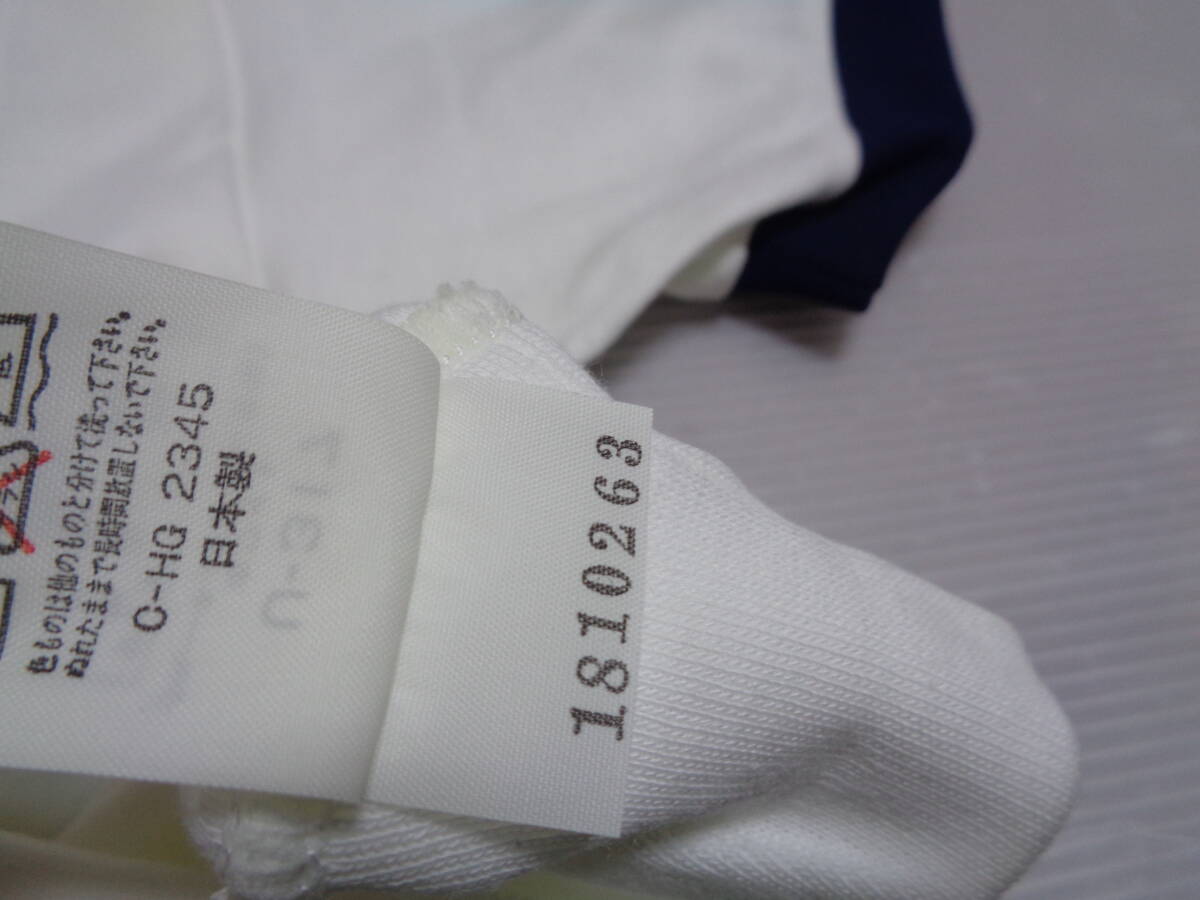 色ものは他のものと分けて洗って下さい。
ぬれたままで長時間放置しないで下さい。
C-HG 2345
日本製
1810263